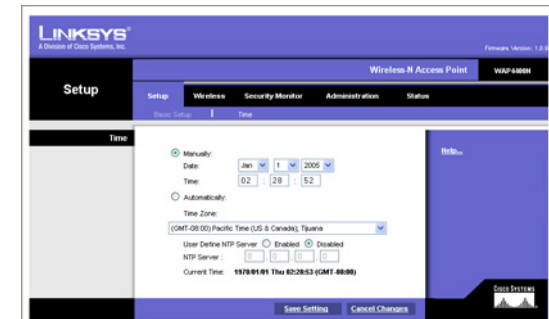 LINKSYS®
A Division of Cisco Systems, Inc.
Firmware Version: 1.2.8
Wireless-N Access Point
WAP4400N
Setup
Setup Wireless Security Monitor Administration Status
Basic Setup Time
Time
Manually:
Help...
Date: Jan 1 2005
Time: 02 : 28 : 52
Automatically:
Time Zone:
(GMT-08:00) Pacific Time (US & Canada); Tijuana
User Define NTP Server Enabled Disabled
NTP Server : 0 . 0 . 0 . 0
Current Time: 1970/01/01 Thu 02:28:53 (GMT-08:00)
CISCO SYSTEMS
Save Setting Cancel Changes